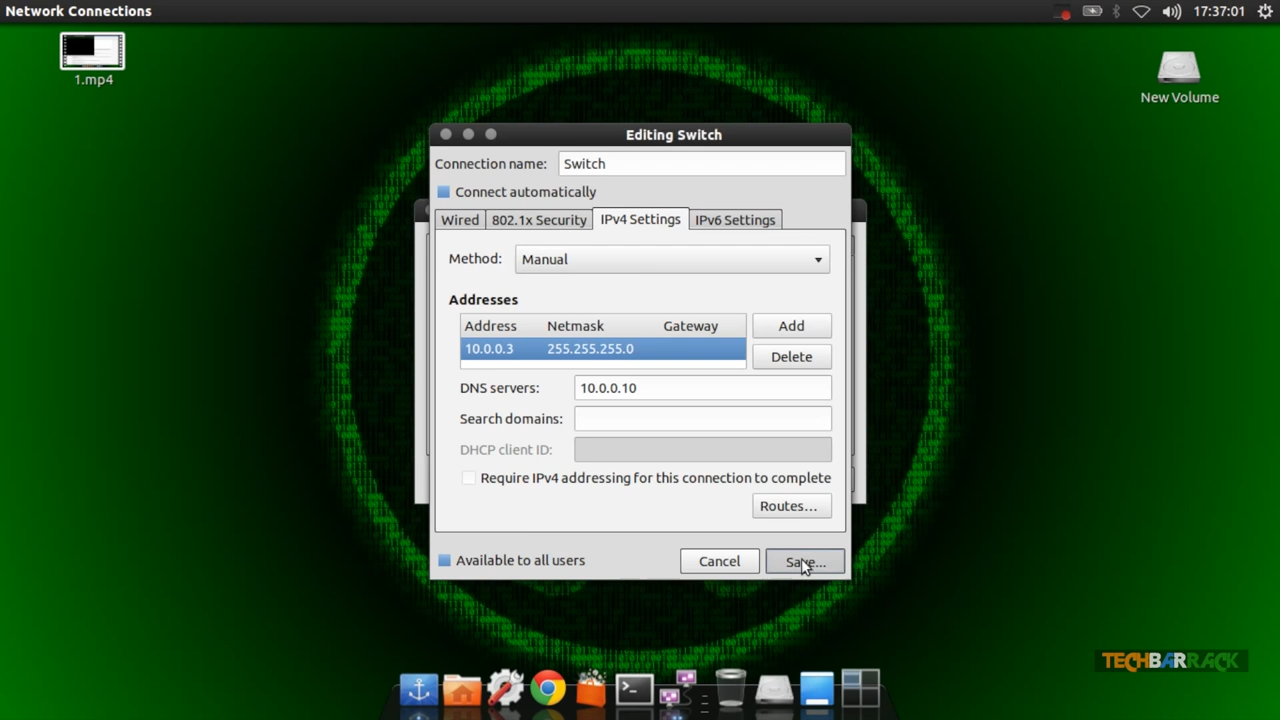 Network Connections
17:37:01
1.mp4
New Volume
Editing Switch
Connection name: Switch
Connect automatically
Wired 802.1x Security IPv4 Settings IPv6 Settings
Method: Manual
Addresses
Address Netmask Gateway
Add
10.0.0.3 255.255.255.0
Delete
DNS servers: 10.0.0.10
Search domains:
DHCP client ID:
Require IPv4 addressing for this connection to complete
Routes...
Available to all users
Cancel Save...
TECHBARRACK